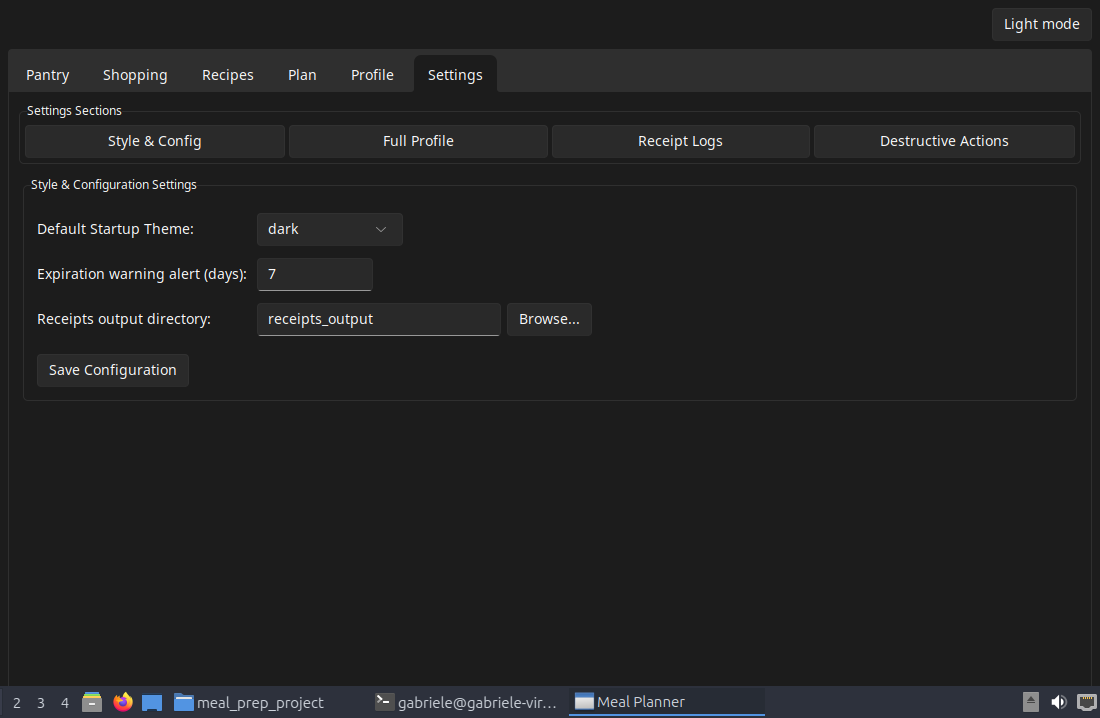 Light mode
Pantry Shopping Recipes Plan Profile Settings
Settings Sections
Style & Config Full Profile Receipt Logs Destructive Actions
Style & Configuration Settings
Default Startup Theme: dark
Expiration warning alert (days): 7
Receipts output directory: receipts_output Browse...
Save Configuration
2 3 4 meal_prep_project gabriele@gabriele-vir... Meal Planner